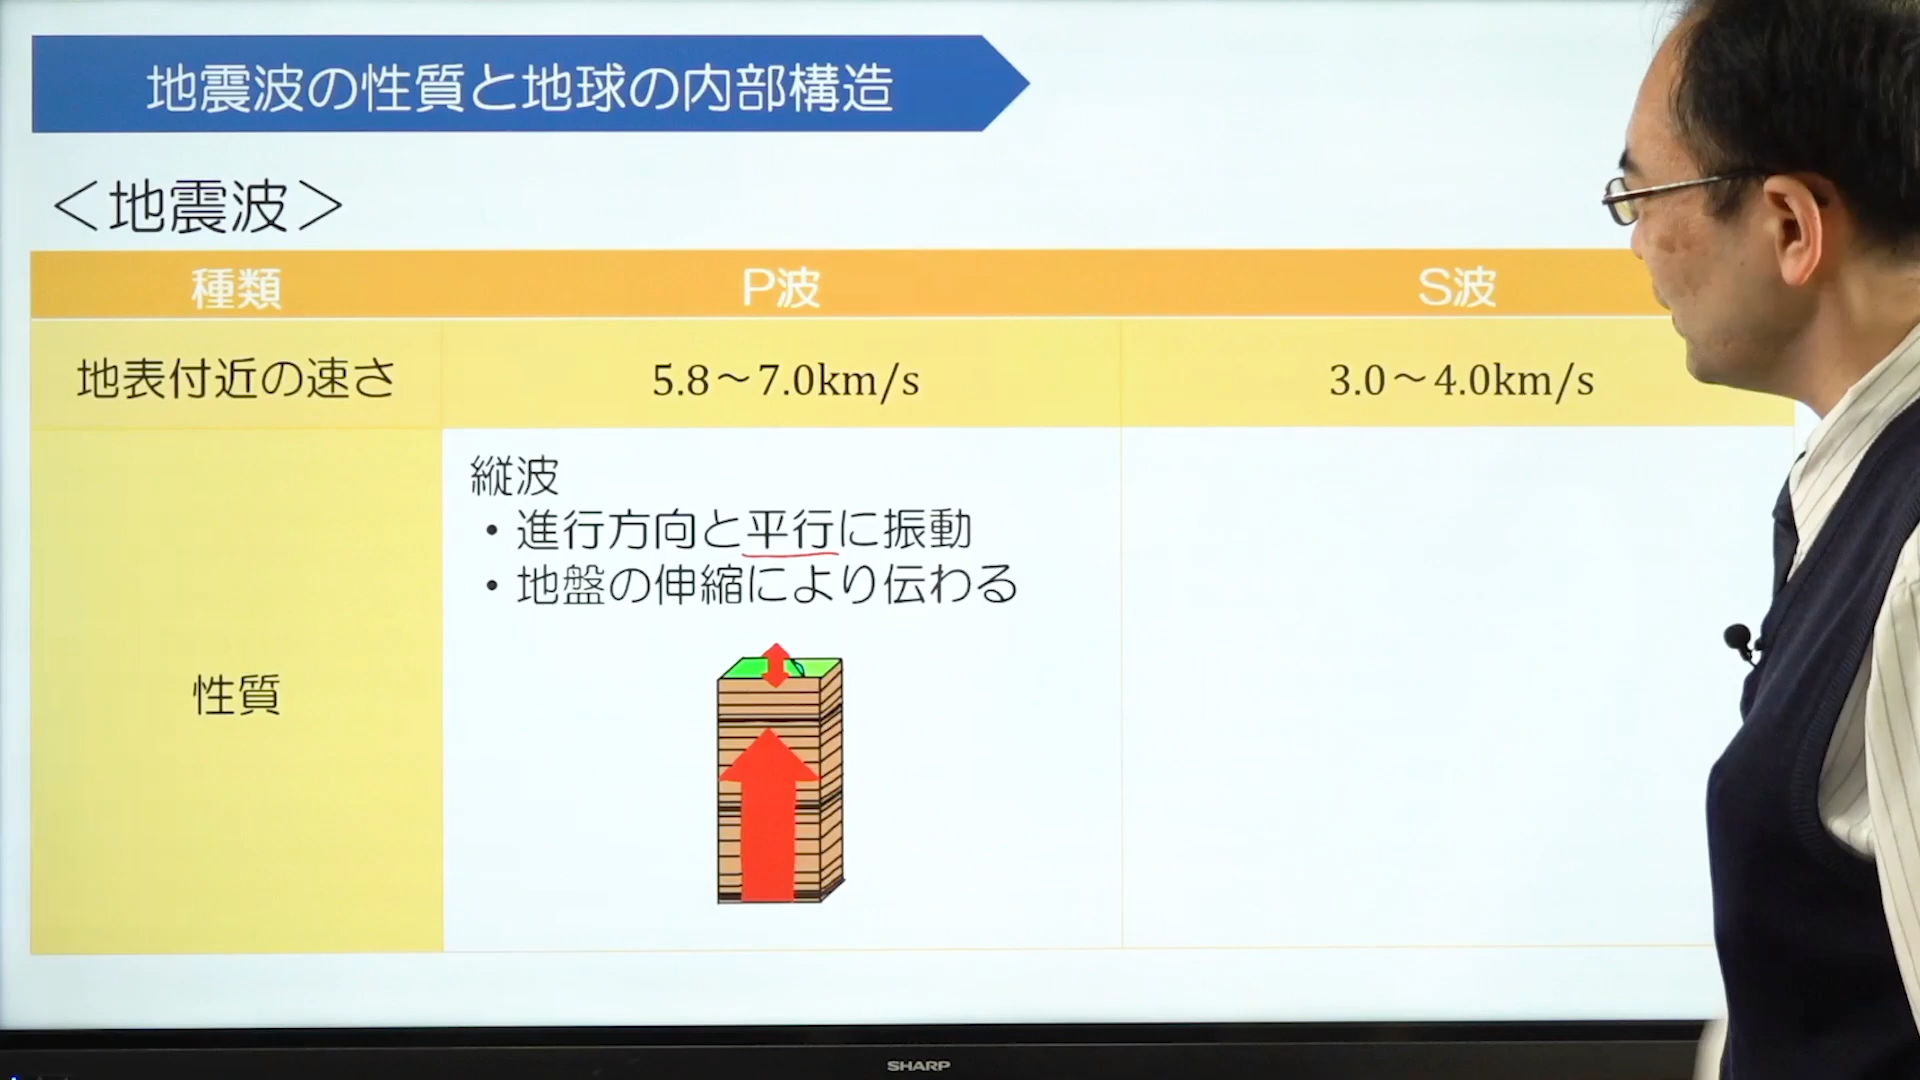 地震波の性質と地球の内部構造
＜地震波＞
種類 P波 S波
地表付近の速さ 5.8～7.0km/s 3.0～4.0km/s
縦波
・進行方向と平行に振動
・地盤の伸縮により伝わる
性質
SHARP